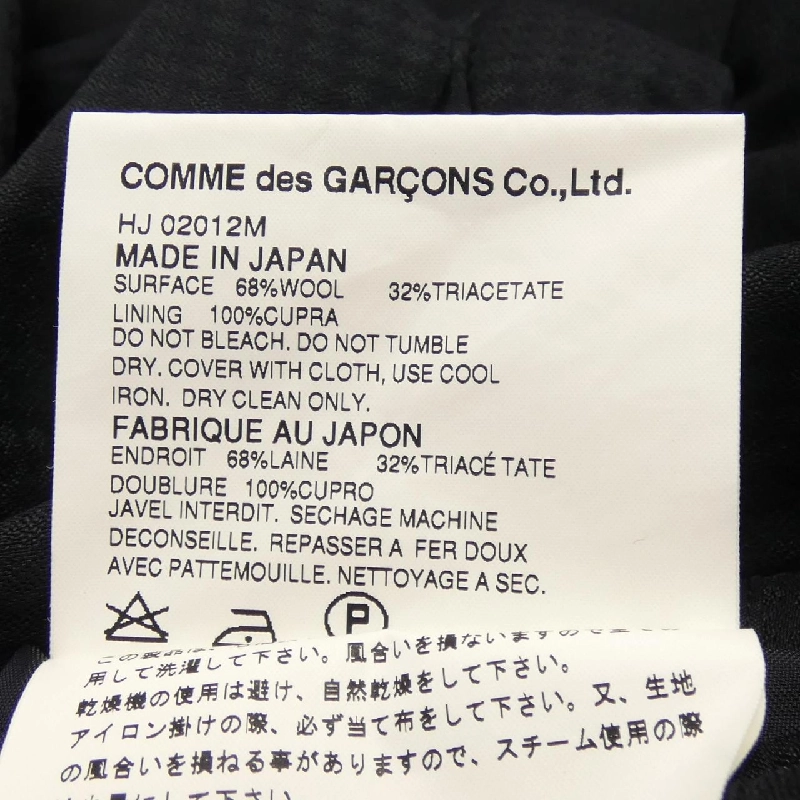 COMME des GARÇONS Co.,Ltd.
HJ 02012M
MADE IN JAPAN
SURFACE 68%WOOL 32%TRIACETATE
LINING 100%CUPRA
DO NOT BLEACH. DO NOT TUMBLE
DRY. COVER WITH CLOTH, USE COOL
IRON. DRY CLEAN ONLY.
FABRIQUE AU JAPON
ENDROIT 68%LAINE 32%TRIACÉ TATE
DOUBLURE 100%CUPRO
JAVEL INTERDIT. SECHAGE MACHINE
DECONSEILLE. REPASSER A FER DOUX
AVEC PATTEMOUILLE. NETTOYAGE A SEC.
P
用して洗濯して下さい。風合いを損ないますので
乾燥機の使用は避け、自然乾燥をして下さい。
アイロン掛けの際、必ず当て布をして下さい。又、生地
の風合いを損ねる事がありますので、スチーム使用の際